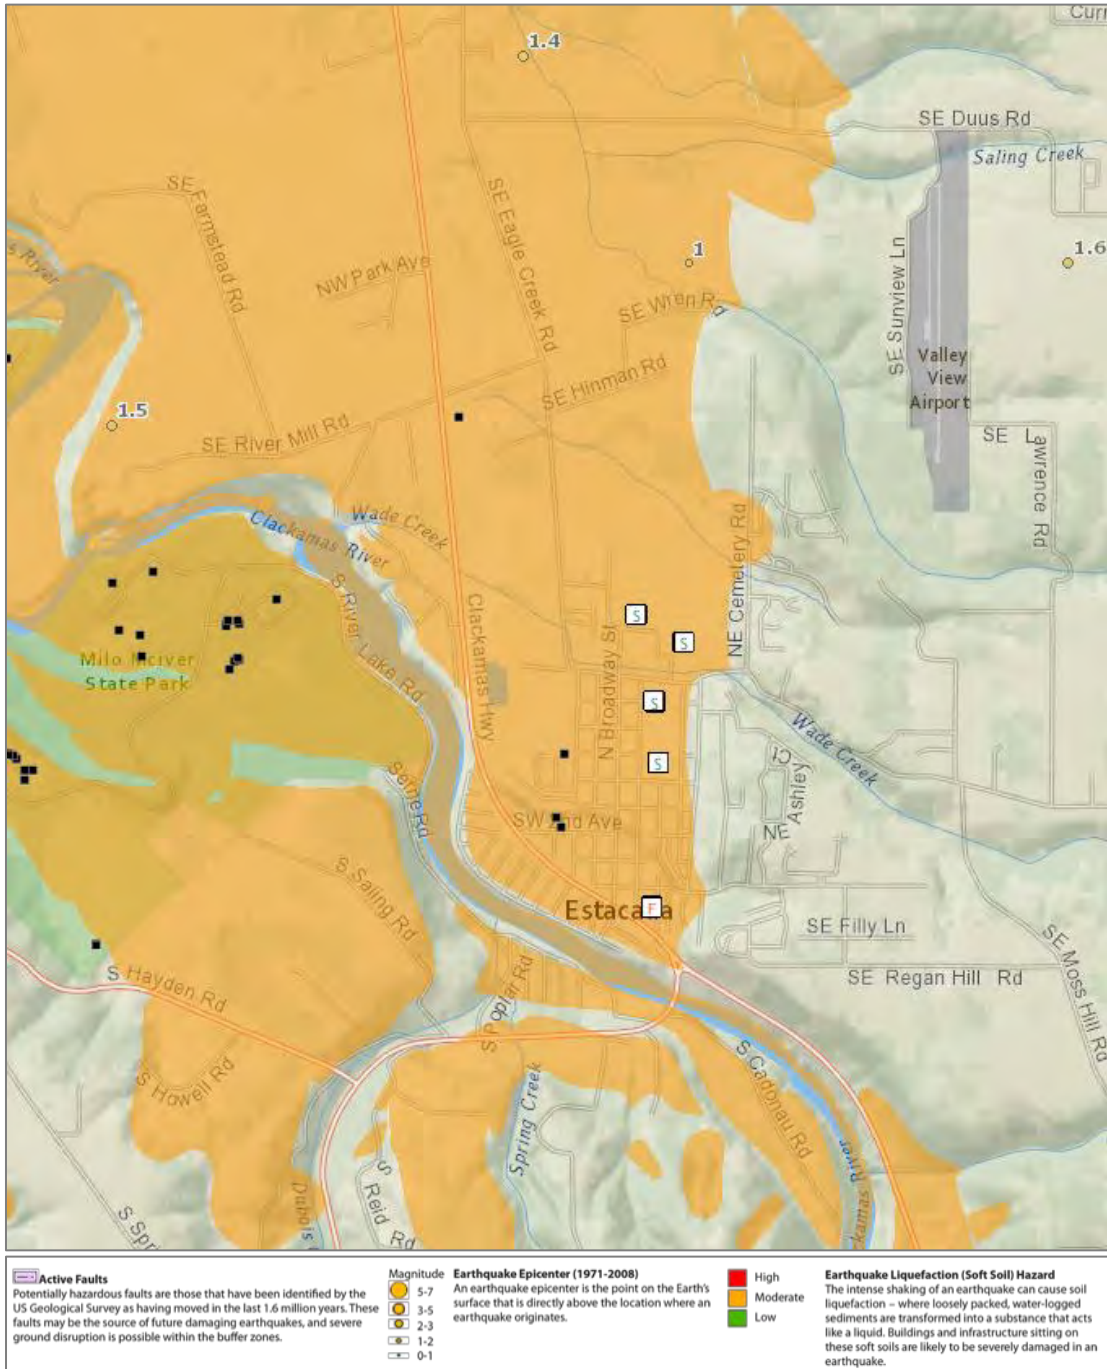 Curr
1.4
SE Duus Rd
Saling Creek
SE Farmstead Rd
SE Eagle Creek Rd
s River
NW Park Ave
1
1.6
SE Sunview Ln
SE Wren Rd
Valley
View
Airport
SE Hinman Rd
1.5
SE River Mill Rd
SE Lawrence Rd
Wade Creek
Clackamas River
NE Cemetery Rd
S River Lake Rd
Clackamas Hwy
S
S
N Broadway St
Milo McIver
State Park
S
S
Wade Creek
NE Ashley Ct
SW 2nd Ave
S Saling Rd
Estacada
F
SE Filly Ln
SE Moss Hill Rd
SE Regan Hill Rd
S Hayden Rd
S Poplar Rd
S Howell Rd
S Cadonau Rd
Spring Creek
S Reid Rd
S Spr
ckamas River
Active Faults
Potentially hazardous faults are those that have been identified by the
US Geological Survey as having moved in the last 1.6 million years. These
faults may be the source of future damaging earthquakes, and severe
ground disruption is possible within the buffer zones.
Magnitude
5-7
3-5
2-3
1-2
0-1
Earthquake Epicenter (1971-2008)
An earthquake epicenter is the point on the Earth's
surface that is directly above the location where an
earthquake originates.
High
Moderate
Low
Earthquake Liquefaction (Soft Soil) Hazard
The intense shaking of an earthquake can cause soil
liquefaction – where loosely packed, water-logged
sediments are transformed into a substance that acts
like a liquid. Buildings and infrastructure sitting on
these soft soils are likely to be severely damaged in an
earthquake.